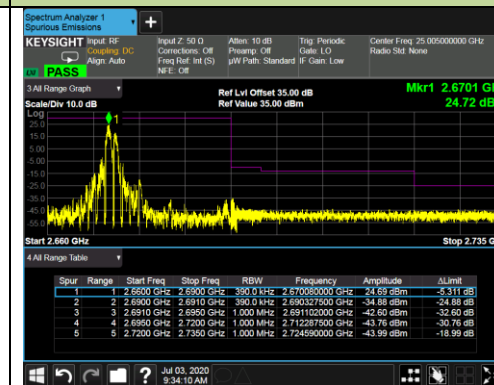 Spectrum Analyzer 1
Spurious Emissions
KEYSIGHT Input: RF Input Z: 50 Ω Atten: 10 dB Trig: Periodic Center Freq: 25.005000000 GHz
Coupling: DC Corrections: Off Preamp: Off Gate: LO Radio Std: None
Align: Auto Freq Ref: Int (S) µW Path: Standard IF Gain: Low
NFE: Off
LW PASS
3 All Range Graph Ref Lvl Offset 35.00 dB Mkr1 2.6701 G
Scale/Div 10.0 dB Ref Value 35.00 dBm 24.72 dB
Log
1
25.0
15.0
5.00
-5.00
-15.0
-25.0
-35.0
-45.0
-55.0
Start 2.660 GHz Stop 2.735 G
4 All Range Table
Spur Range Start Freq Stop Freq RBW Frequency Amplitude ΔLimit
1 1 2.6600 GHz 2.6900 GHz 390.0 kHz 2.670080000 GHz 24.69 dBm -5.311 dB
2 2 2.6900 GHz 2.6910 GHz 390.0 kHz 2.690327500 GHz -34.88 dBm -24.88 dB
3 3 2.6910 GHz 2.6950 GHz 1.000 MHz 2.691102000 GHz -42.60 dBm -32.60 dB
4 4 2.6950 GHz 2.7200 GHz 1.000 MHz 2.712287500 GHz -43.76 dBm -30.76 dB
5 5 2.7200 GHz 2.7350 GHz 1.000 MHz 2.724590000 GHz -43.99 dBm -18.99 dB
Jul 03, 2020
9:34:10 AM